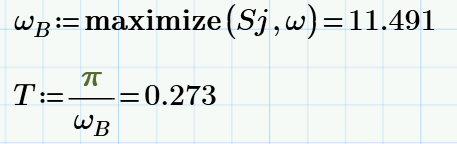 ω_B := maximize(Sj, ω) = 11.491
T := π/ω_B = 0.273